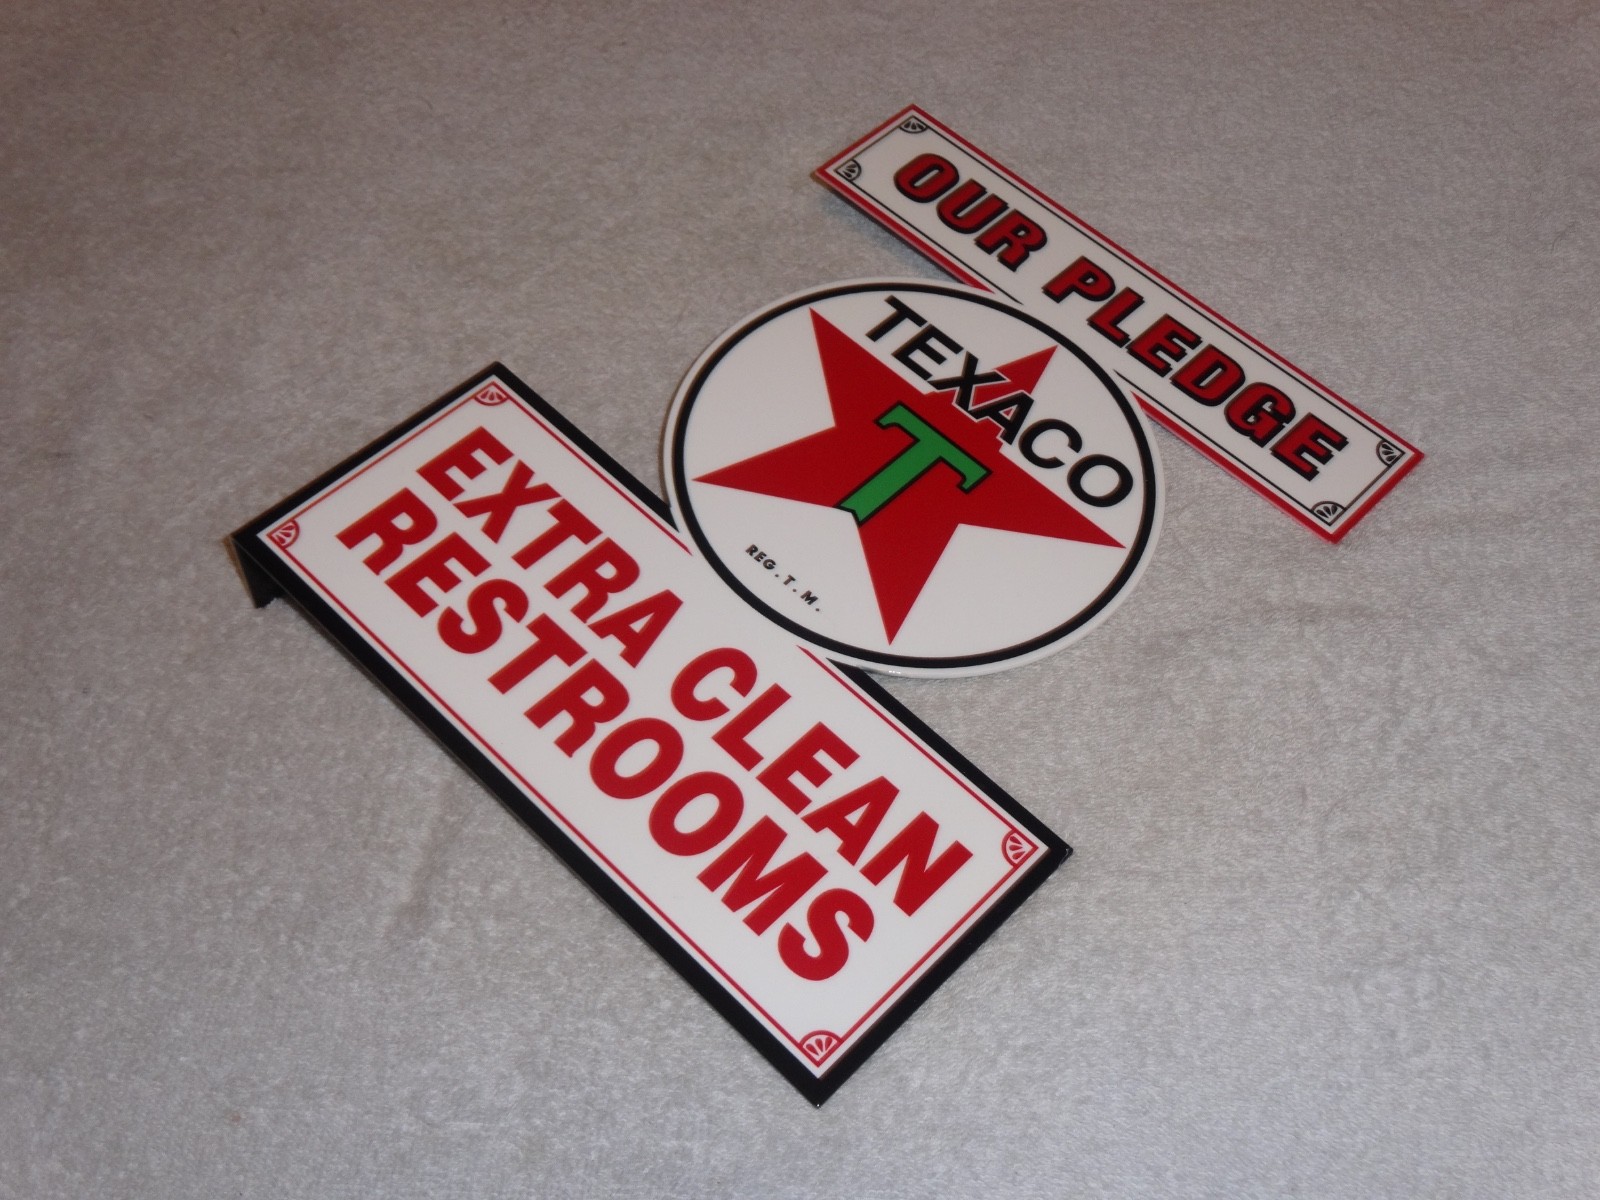 OUR PLEDGE
TEXACO
T
REG. T. M.
EXTRA CLEAN
RESTROOMS